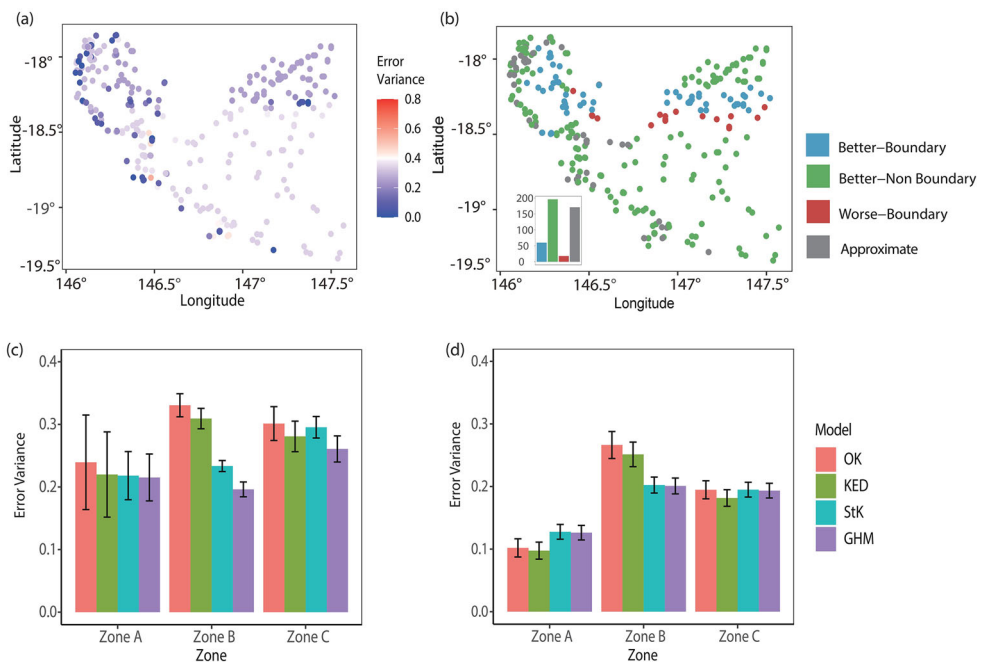 (a)
Latitude
-18°
-18.5°
-19°
-19.5°
146°
146.5°
147°
147.5°
Longitude
Error
Variance
0.8
0.6
0.4
0.2
0.0
(b)
Latitude
-18°
-18.5°
-19°
-19.5°
200
150
100
50
0
146°
146.5°
147°
147.5°
Longitude
Better–Boundary
Better–Non Boundary
Worse–Boundary
Approximate
(c)
Error Variance
0.4
0.3
0.2
0.1
0.0
Zone A
Zone B
Zone C
Zone
(d)
Error Variance
0.4
0.3
0.2
0.1
0.0
Zone A
Zone B
Zone C
Zone
Model
OK
KED
StK
GHM